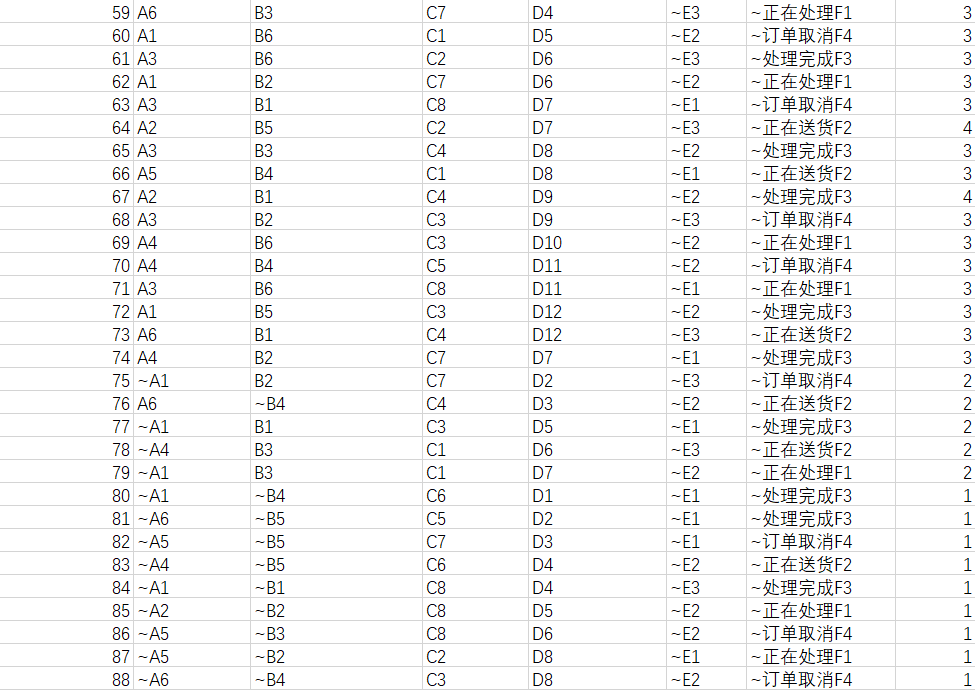 59 A6 B3 C7 D4 ~E3 ~正在处理F1 3
60 A1 B6 C1 D5 ~E2 ~订单取消F4 3
61 A3 B6 C2 D6 ~E3 ~处理完成F3 3
62 A1 B2 C7 D6 ~E2 ~正在处理F1 3
63 A3 B1 C8 D7 ~E1 ~订单取消F4 3
64 A2 B5 C2 D7 ~E3 ~正在送货F2 4
65 A3 B3 C4 D8 ~E2 ~处理完成F3 3
66 A5 B4 C1 D8 ~E1 ~正在送货F2 3
67 A2 B1 C4 D9 ~E2 ~处理完成F3 4
68 A3 B2 C3 D9 ~E3 ~订单取消F4 3
69 A4 B6 C3 D10 ~E2 ~正在处理F1 3
70 A4 B4 C5 D11 ~E2 ~订单取消F4 3
71 A3 B6 C8 D11 ~E1 ~正在处理F1 3
72 A1 B5 C3 D12 ~E2 ~处理完成F3 3
73 A6 B1 C4 D12 ~E3 ~正在送货F2 3
74 A4 B2 C7 D7 ~E1 ~处理完成F3 3
75 ~A1 B2 C7 D2 ~E3 ~订单取消F4 2
76 A6 ~B4 C4 D3 ~E2 ~正在送货F2 2
77 ~A1 B1 C3 D5 ~E1 ~处理完成F3 2
78 ~A4 B3 C1 D6 ~E3 ~正在送货F2 2
79 ~A1 B3 C1 D7 ~E2 ~正在处理F1 2
80 ~A1 ~B4 C6 D1 ~E1 ~处理完成F3 1
81 ~A6 ~B5 C5 D2 ~E1 ~处理完成F3 1
82 ~A5 ~B5 C7 D3 ~E1 ~订单取消F4 1
83 ~A4 ~B5 C6 D4 ~E2 ~正在送货F2 1
84 ~A1 ~B1 C8 D4 ~E3 ~处理完成F3 1
85 ~A2 ~B2 C8 D5 ~E2 ~正在处理F1 1
86 ~A5 ~B3 C8 D6 ~E2 ~订单取消F4 1
87 ~A5 ~B2 C2 D8 ~E1 ~正在处理F1 1
88 ~A6 ~B4 C3 D8 ~E2 ~订单取消F4 1